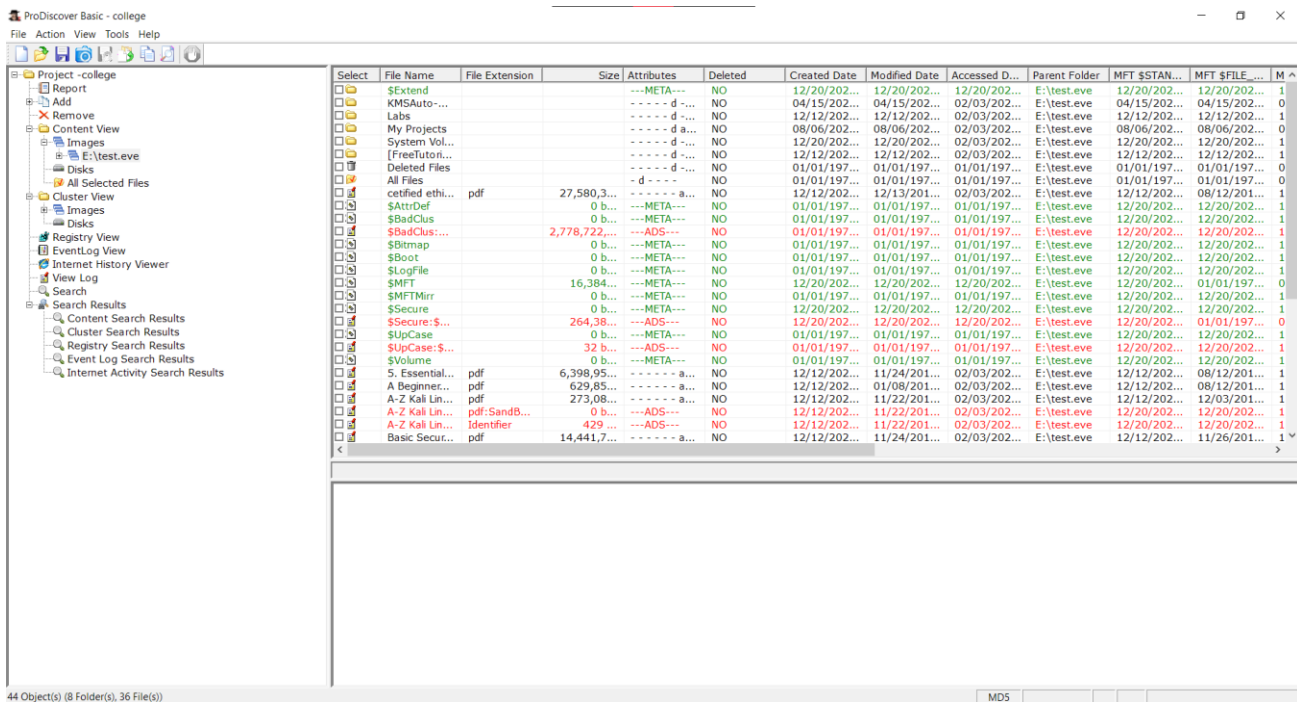 ProDiscover Basic - college
File Action View Tools Help
Project -college
Report
Add
Remove
Content View
Images
E:\test.eve
Disks
All Selected Files
Cluster View
Images
Disks
Registry View
EventLog View
Internet History Viewer
View Log
Search
Search Results
Content Search Results
Cluster Search Results
Registry Search Results
Event Log Search Results
Internet Activity Search Results
Select File Name File Extension Size Attributes Deleted Created Date Modified Date Accessed D... Parent Folder MFT $STAN... MFT $FILE_... M
$Extend ---META--- NO 12/20/202... 12/20/202... 12/20/202... E:\test.eve 12/20/202... 12/20/202... 1
KMSAuto-... - - - - - d -... NO 04/15/202... 04/15/202... 02/03/202... E:\test.eve 04/15/202... 04/15/202... 0
Labs - - - - - d -... NO 12/12/202... 12/12/202... 02/03/202... E:\test.eve 12/12/202... 12/12/202... 1
My Projects - - - - - d a... NO 08/06/202... 08/06/202... 02/03/202... E:\test.eve 08/06/202... 08/06/202... 0
System Vol... - - - - - d -... NO 12/20/202... 12/20/202... 02/03/202... E:\test.eve 12/20/202... 12/20/202... 1
[FreeTutori... - - - - - d -... NO 12/12/202... 12/12/202... 02/03/202... E:\test.eve 12/12/202... 12/12/202... 1
Deleted Files - - - - - d -... NO 01/01/197... 01/01/197... 01/01/197... E:\test.eve 01/01/197... 01/01/197... 0
All Files - d - - - - NO 01/01/197... 01/01/197... 01/01/197... E:\test.eve 01/01/197... 01/01/197... 0
cetified ethi... pdf 27,580,3... - - - - - - a... NO 12/12/202... 12/13/201... 02/03/202... E:\test.eve 12/12/202... 08/12/201... 1
$AttrDef 0 b... ---META--- NO 01/01/197... 01/01/197... 01/01/197... E:\test.eve 12/20/202... 12/20/202... 1
$BadClus 0 b... ---META--- NO 01/01/197... 01/01/197... 01/01/197... E:\test.eve 12/20/202... 12/20/202... 1
$BadClus:... 2,778,722,... ---ADS--- NO 01/01/197... 01/01/197... 01/01/197... E:\test.eve 12/20/202... 12/20/202... 1
$Bitmap 0 b... ---META--- NO 01/01/197... 01/01/197... 01/01/197... E:\test.eve 12/20/202... 12/20/202... 1
$Boot 0 b... ---META--- NO 01/01/197... 01/01/197... 01/01/197... E:\test.eve 12/20/202... 12/20/202... 1
$LogFile 0 b... ---META--- NO 01/01/197... 01/01/197... 01/01/197... E:\test.eve 12/20/202... 12/20/202... 1
$MFT 16,384... ---META--- NO 12/20/202... 12/20/202... 12/20/202... E:\test.eve 12/20/202... 01/01/197... 0
$MFTMirr 0 b... ---META--- NO 01/01/197... 01/01/197... 01/01/197... E:\test.eve 12/20/202... 12/20/202... 1
$Secure 0 b... ---META--- NO 12/20/202... 12/20/202... 12/20/202... E:\test.eve 12/20/202... 12/20/202... 1
$Secure:$... 264,38... ---ADS--- NO 12/20/202... 12/20/202... 12/20/202... E:\test.eve 12/20/202... 01/01/197... 0
$UpCase 0 b... ---META--- NO 01/01/197... 01/01/197... 01/01/197... E:\test.eve 12/20/202... 12/20/202... 1
$UpCase:$... 32 b... ---ADS--- NO 01/01/197... 01/01/197... 01/01/197... E:\test.eve 12/20/202... 12/20/202... 1
$Volume 0 b... ---META--- NO 01/01/197... 01/01/197... 01/01/197... E:\test.eve 12/20/202... 12/20/202... 1
5. Essential... pdf 6,398,95... - - - - - - a... NO 12/12/202... 11/24/201... 02/03/202... E:\test.eve 12/12/202... 08/12/201... 1
A Beginner... pdf 629,85... - - - - - - a... NO 12/12/202... 01/08/201... 02/03/202... E:\test.eve 12/12/202... 08/12/201... 1
A-Z Kali Lin... pdf 273,08... - - - - - - a... NO 12/12/202... 11/22/201... 02/03/202... E:\test.eve 12/12/202... 12/03/201... 1
A-Z Kali Lin... pdf:SandB... 0 b... ---ADS--- NO 12/12/202... 11/22/201... 02/03/202... E:\test.eve 12/20/202... 12/20/202... 1
A-Z Kali Lin... Identifier 429 ... ---ADS--- NO 12/12/202... 11/22/201... 02/03/202... E:\test.eve 12/20/202... 12/20/202... 1
Basic Secur... pdf 14,441,7... - - - - - - a... NO 12/12/202... 11/24/201... 02/03/202... E:\test.eve 12/12/202... 11/26/201... 1
44 Object(s) (8 Folder(s), 36 File(s)) MD5